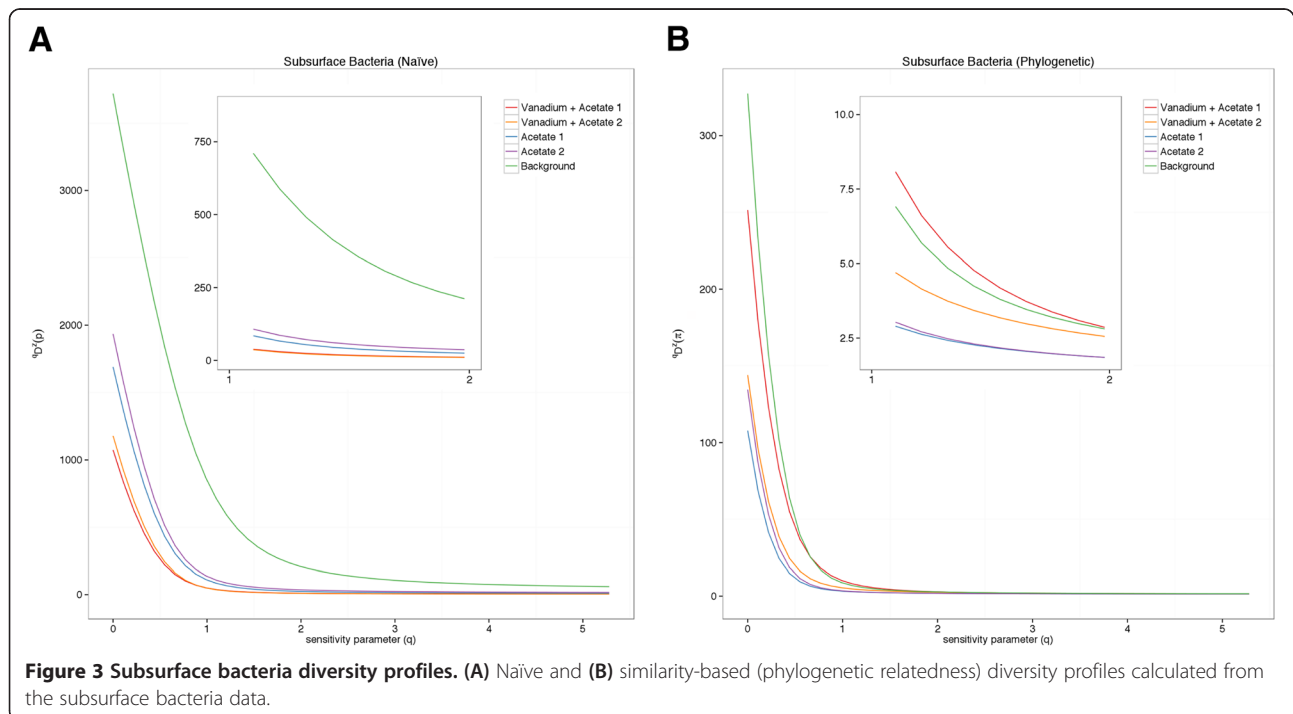 A
Subsurface Bacteria (Naïve)
Vanadium + Acetate 1
Vanadium + Acetate 2
Acetate 1
Acetate 2
Background
750
500
250
0
1
2
3000
2000
1000
0
qDZ(p)
0
1
2
3
4
5
sensitivity parameter (q)
B
Subsurface Bacteria (Phylogenetic)
Vanadium + Acetate 1
Vanadium + Acetate 2
Acetate 1
Acetate 2
Background
10.0
7.5
5.0
2.5
1
2
300
200
100
0
qDZ(π)
0
1
2
3
4
5
sensitivity parameter (q)
Figure 3 Subsurface bacteria diversity profiles. (A) Naïve and (B) similarity-based (phylogenetic relatedness) diversity profiles calculated from
the subsurface bacteria data.